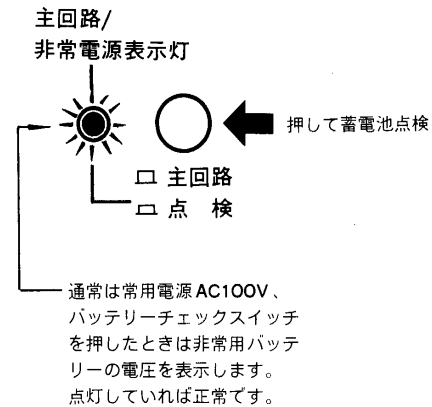 主回路/
非常電源表示灯
押して蓄電池点検
主回路
点 検
通常は常用電源AC100V、
バッテリーチェックスイッチ
を押したときは非常用バッテ
リーの電圧を表示します。
点灯していれば正常です。